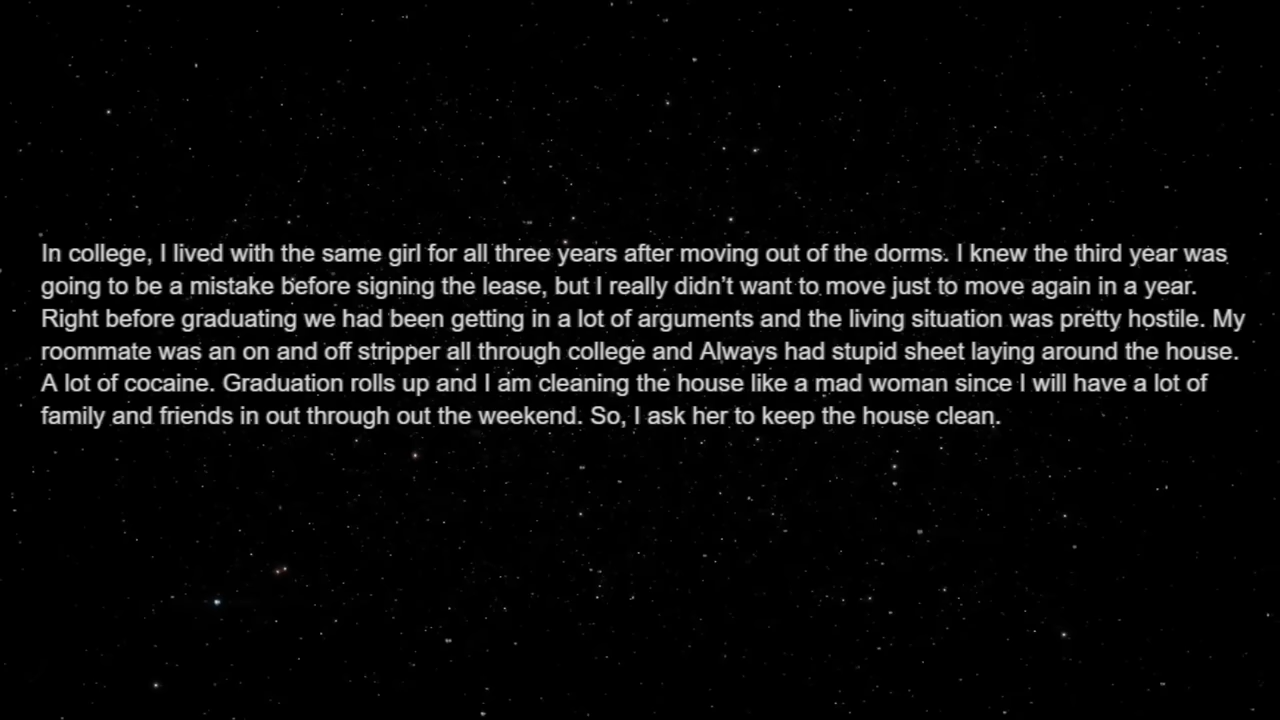 In college, I lived with the same girl for all three years after moving out of the dorms. I knew the third year was
going to be a mistake before signing the lease, but I really didn't want to move just to move again in a year.
Right before graduating we had been getting in a lot of arguments and the living situation was pretty hostile. My
roommate was an on and off stripper all through college and Always had stupid sheet laying around the house.
A lot of cocaine. Graduation rolls up and I am cleaning the house like a mad woman since I will have a lot of
family and friends in out through out the weekend. So, I ask her to keep the house clean.